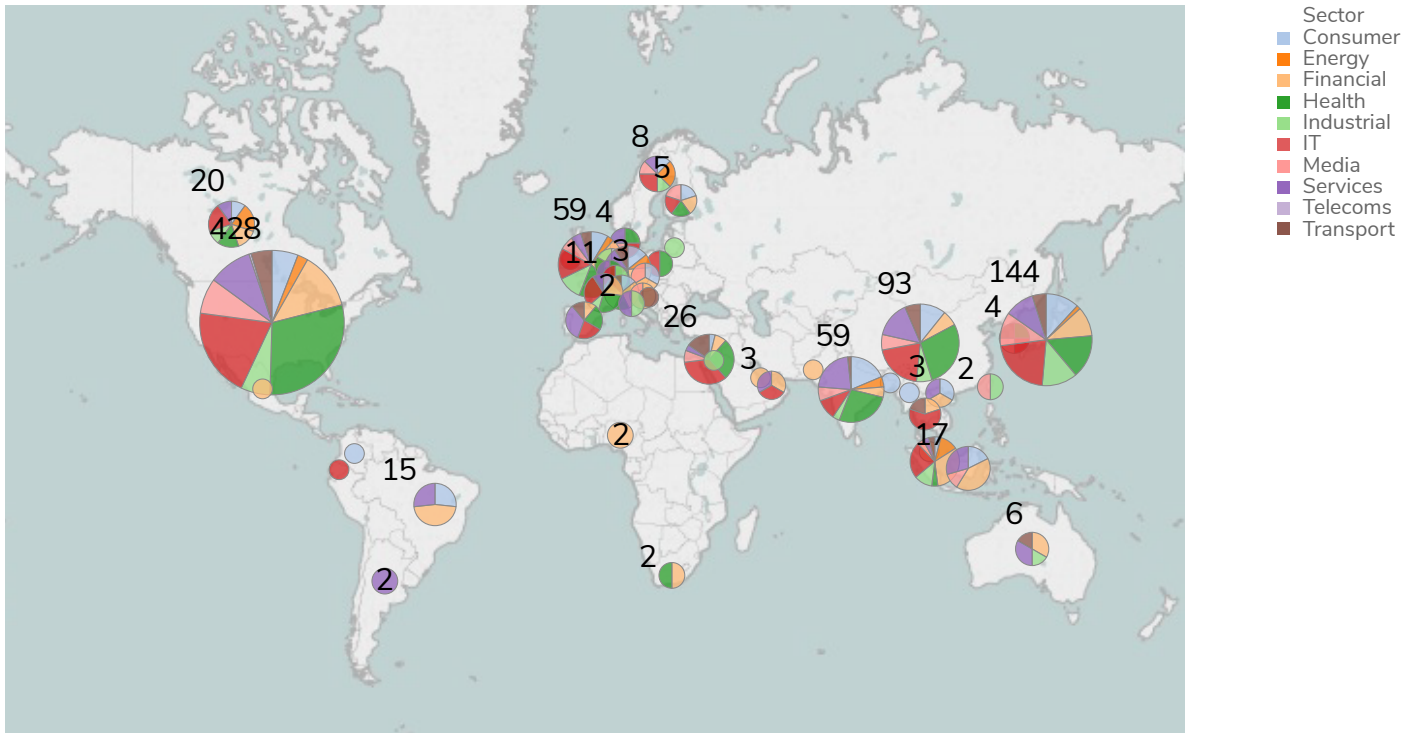 Sector
Consumer
Energy
Financial
Health
Industrial
IT
Media
Services
Telecoms
Transport
8
5
20
428
59
4
11
3
2
26
3
93
144
4
59
3
2
17
15
2
2
2
6